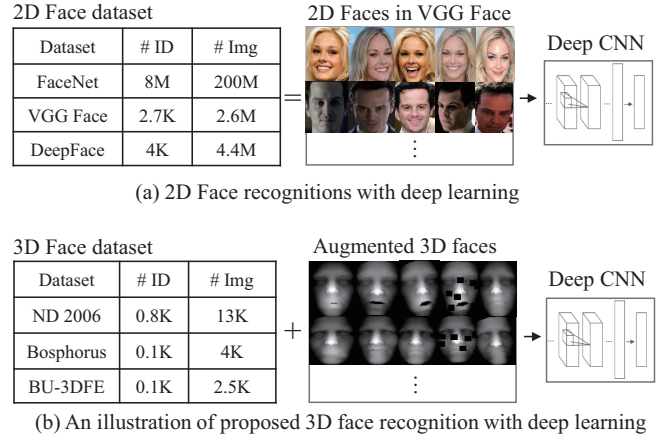 2D Face dataset
2D Faces in VGG Face
Deep CNN
Dataset # ID # Img
FaceNet 8M 200M
VGG Face 2.7K 2.6M
DeepFace 4K 4.4M
=
...
⋮
(a) 2D Face recognitions with deep learning
3D Face dataset
Augmented 3D faces
Deep CNN
Dataset # ID # Img
ND 2006 0.8K 13K
Bosphorus 0.1K 4K
BU-3DFE 0.1K 2.5K
+
...
⋮
(b) An illustration of proposed 3D face recognition with deep learning